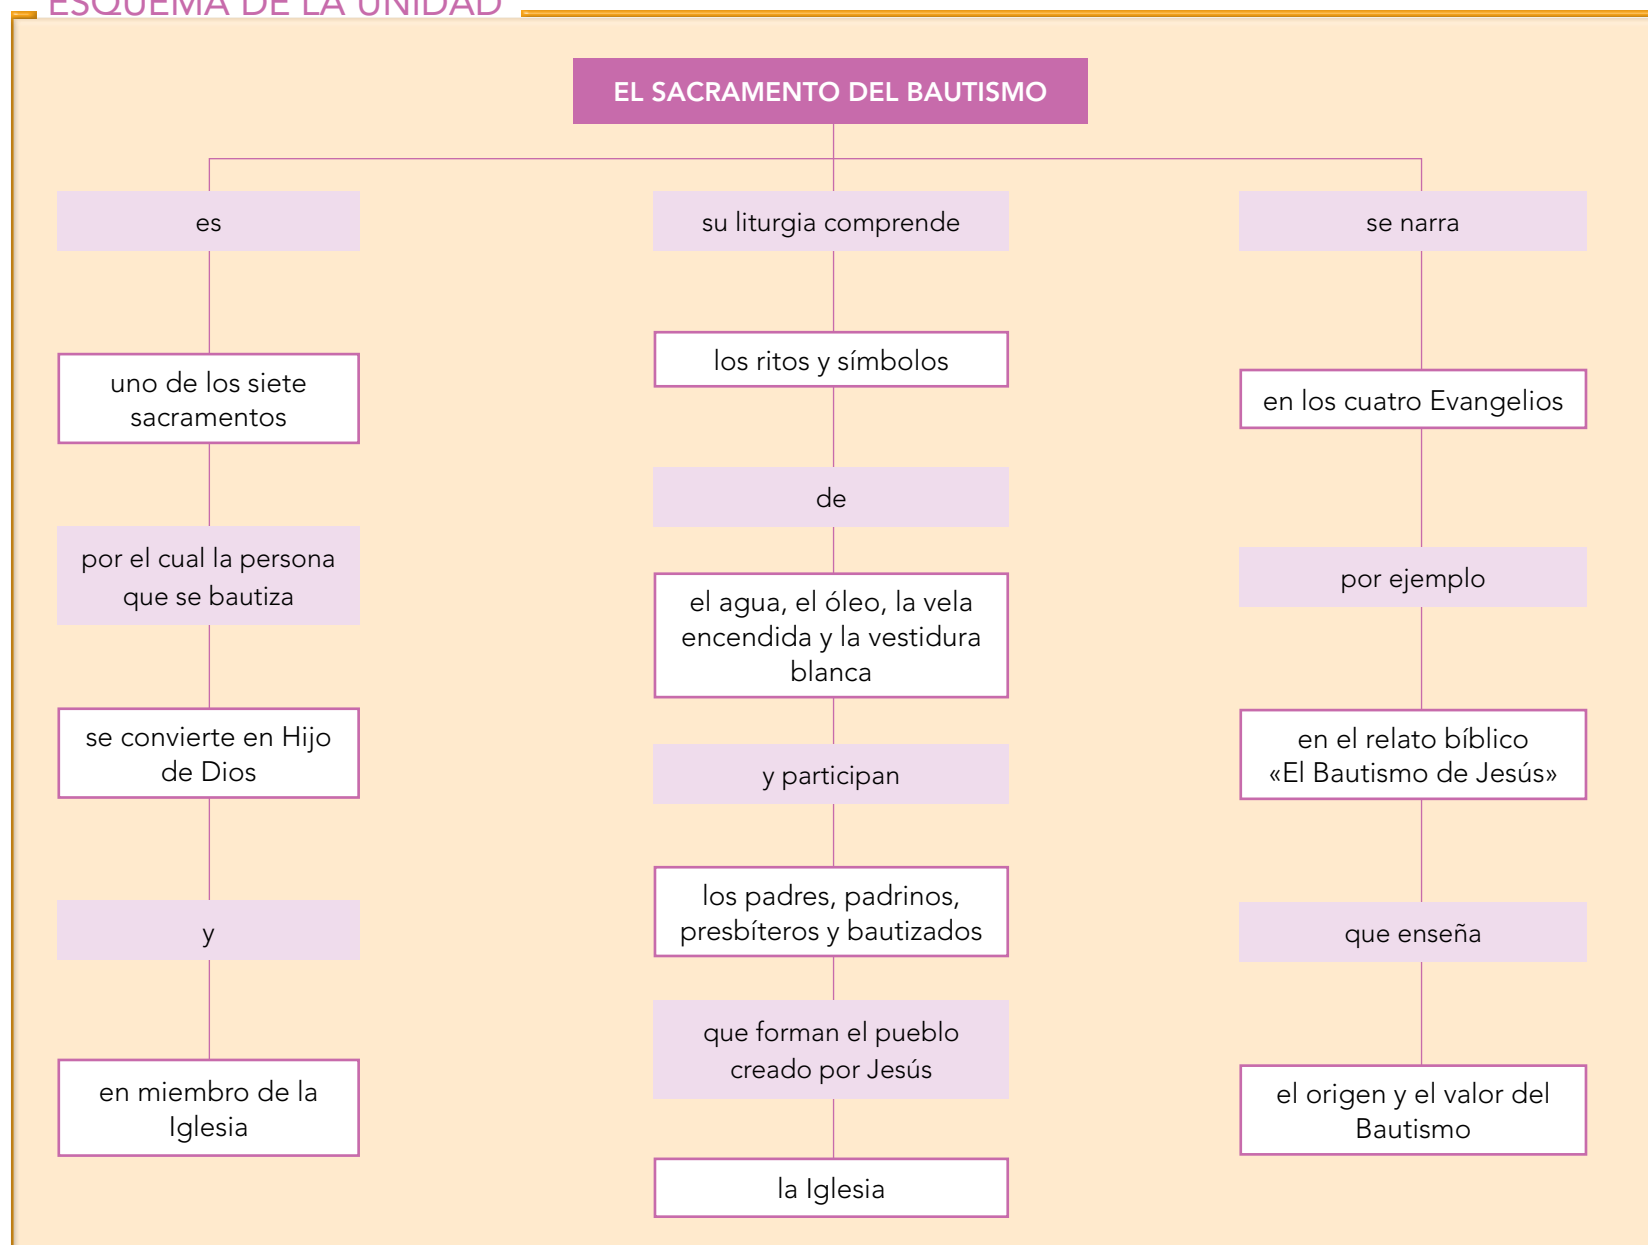 ESQUEMA DE LA UNIDAD
EL SACRAMENTO DEL BAUTISMO
es
uno de los siete
sacramentos
por el cual la persona
que se bautiza
se convierte en Hijo
de Dios
y
en miembro de la
Iglesia
su liturgia comprende
los ritos y símbolos
de
el agua, el óleo, la vela
encendida y la vestidura
blanca
y participan
los padres, padrinos,
presbíteros y bautizados
que forman el pueblo
creado por Jesús
la Iglesia
se narra
en los cuatro Evangelios
por ejemplo
en el relato bíblico
«El Bautismo de Jesús»
que enseña
el origen y el valor del
Bautismo